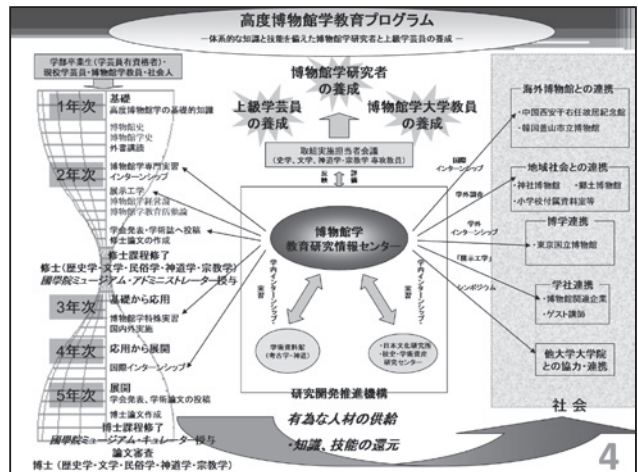 高度博物館学教育プログラム
―体系的な知識と技能を備えた博物館学研究者と上級学芸員の養成―
学部卒業生(学芸員有資格者)・
現役学芸員・博物館学教員・社会人
1年次
基礎
高度博物館学の基礎的知識
博物館史
博物館学史
外書講読
2年次
博物館学専門実習
インターンシップ
展示工学
博物館学経営論
博物館学教育活動論
学会発表・学術誌へ投稿
修士論文の作成
修士課程修了
修士(歴史学・文学・民俗学・神道学・宗教学)
國學院ミュージアム・アドミニストレーター授与
3年次
基礎から応用
博物館学特殊実習
国内外実施
4年次
応用から展開
国際インターンシップ
5年次
展開
学会発表、学術論文の投稿
博士論文作成
博士課程修了
國學院ミュージアム・キュレーター授与
論文審査
博士(歴史学・文学・民俗学・神道学・宗教学)
博物館学研究者
の養成
上級学芸員
の養成
博物館学大学教員
の養成
取組実施担当者会議
(史学、文学、神道学・宗教学 専攻教員)
反映
評価
博物館学
教育研究情報センター
学内インターンシップ・
実習
学内インターンシップ・
実習
学術資料館
(考古学・神道)
・日本文化研究所
・校史・学術資産
研究センター
研究開発推進機構
有為な人材の供給
・知識、技能の還元
国際
インターンシップ
学外調査
学外
インターンシップ
「展示工学」
シンポジウム
海外博物館との連携
・中国西安于右任故居紀念館
・韓国釜山市立博物館
地域社会との連携
・神社博物館 ・郷土博物館
・小学校付属資料室等
博学連携
・東京国立博物館
学社連携
・博物館関連企業
・ゲスト講師
他大学大学院
との協力・連携
社会
4